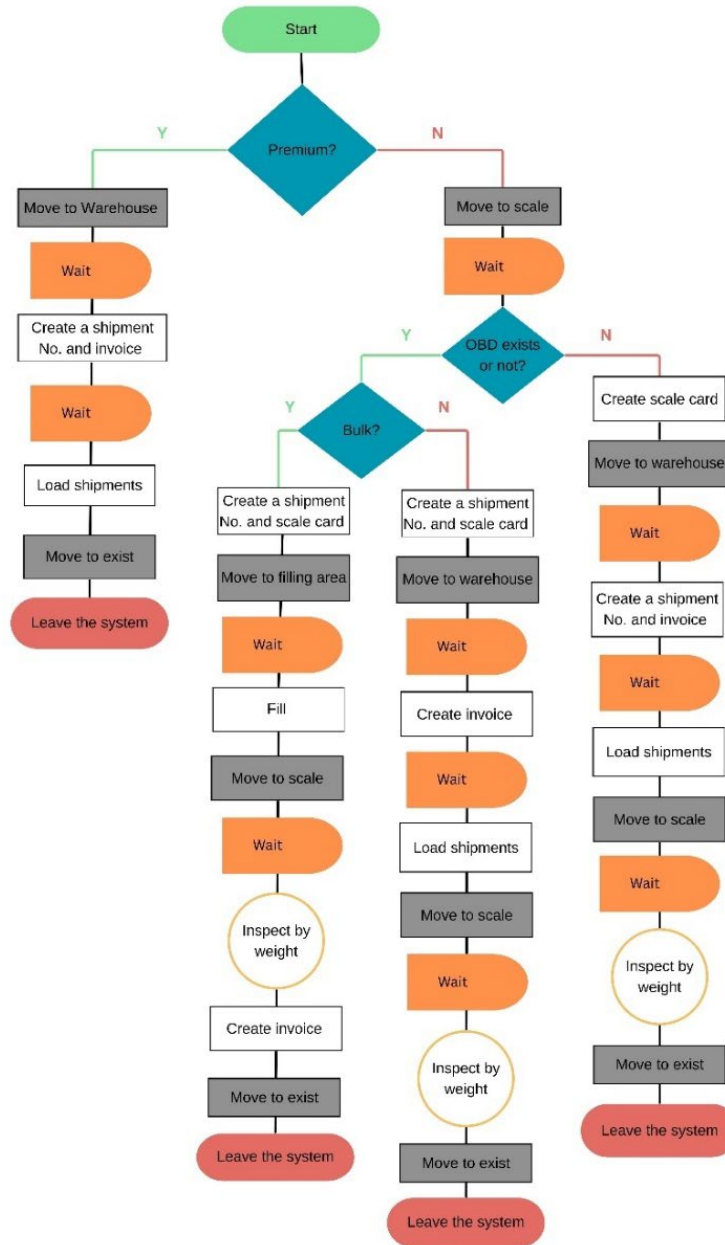 Start
Premium?
Y
N
Move to Warehouse
Wait
Create a shipment
No. and invoice
Wait
Load shipments
Move to exist
Leave the system
Move to scale
Wait
OBD exists
or not?
Y
N
Bulk?
Y
N
Create a shipment
No. and scale card
Move to filling area
Wait
Fill
Move to scale
Wait
Inspect by
weight
Create invoice
Move to exist
Leave the system
Create a shipment
No. and scale card
Move to warehouse
Wait
Create invoice
Wait
Load shipments
Move to scale
Wait
Inspect by
weight
Move to exist
Leave the system
Create scale card
Move to warehouse
Wait
Create a shipment
No. and invoice
Wait
Load shipments
Move to scale
Wait
Inspect by
weight
Move to exist
Leave the system